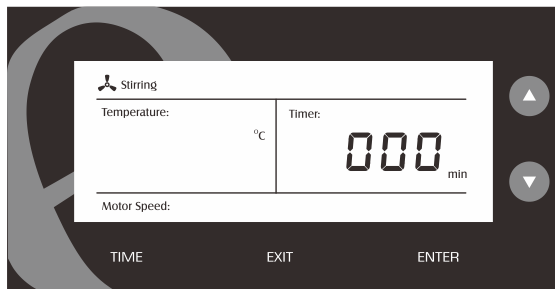 Stirring
Temperature:
°C
Timer:
000
min
Motor Speed:
TIME EXIT ENTER